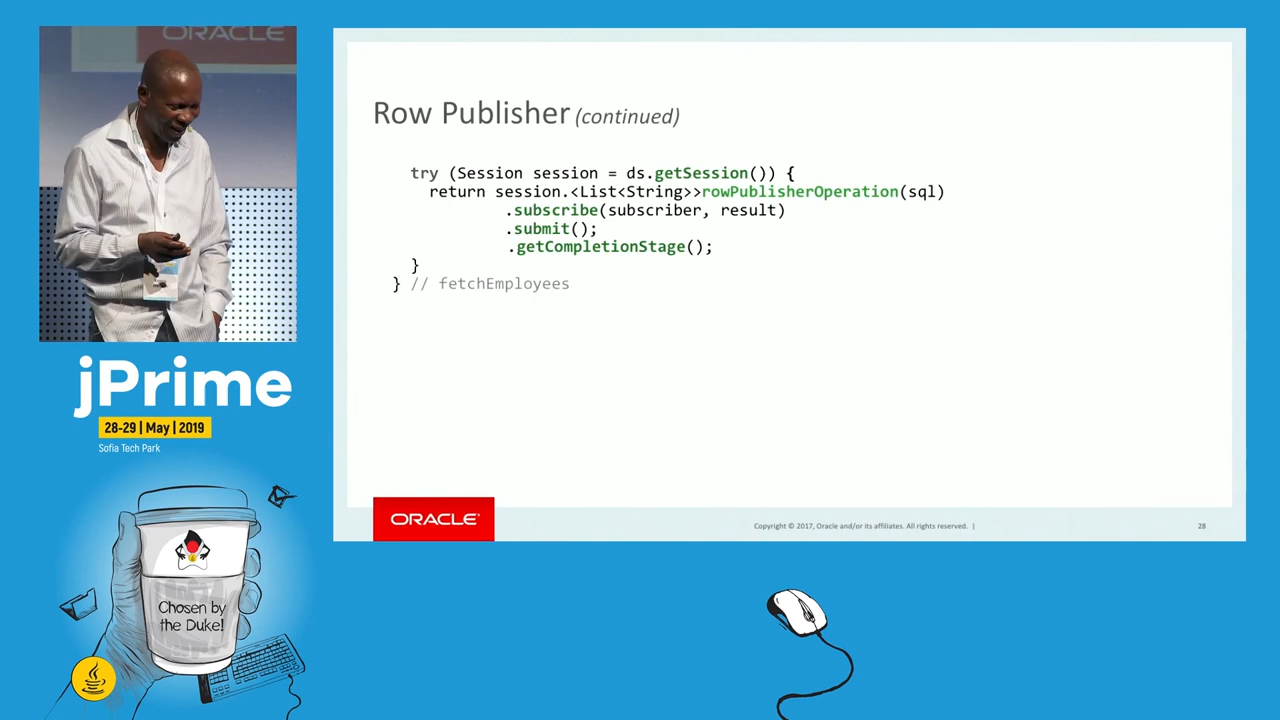 ORACLE
Row Publisher (continued)
try (Session session = ds.getSession()) {
return session.<List<String>>rowPublisherOperation(sql)
.subscribe(subscriber, result)
.submit();
.getCompletionStage();
}
} // fetchEmployees
ORACLE
Copyright © 2017, Oracle and/or its affiliates. All rights reserved. |
28
jPrime
28-29 | May | 2019
Sofia Tech Park
Chosen by
the Duke!